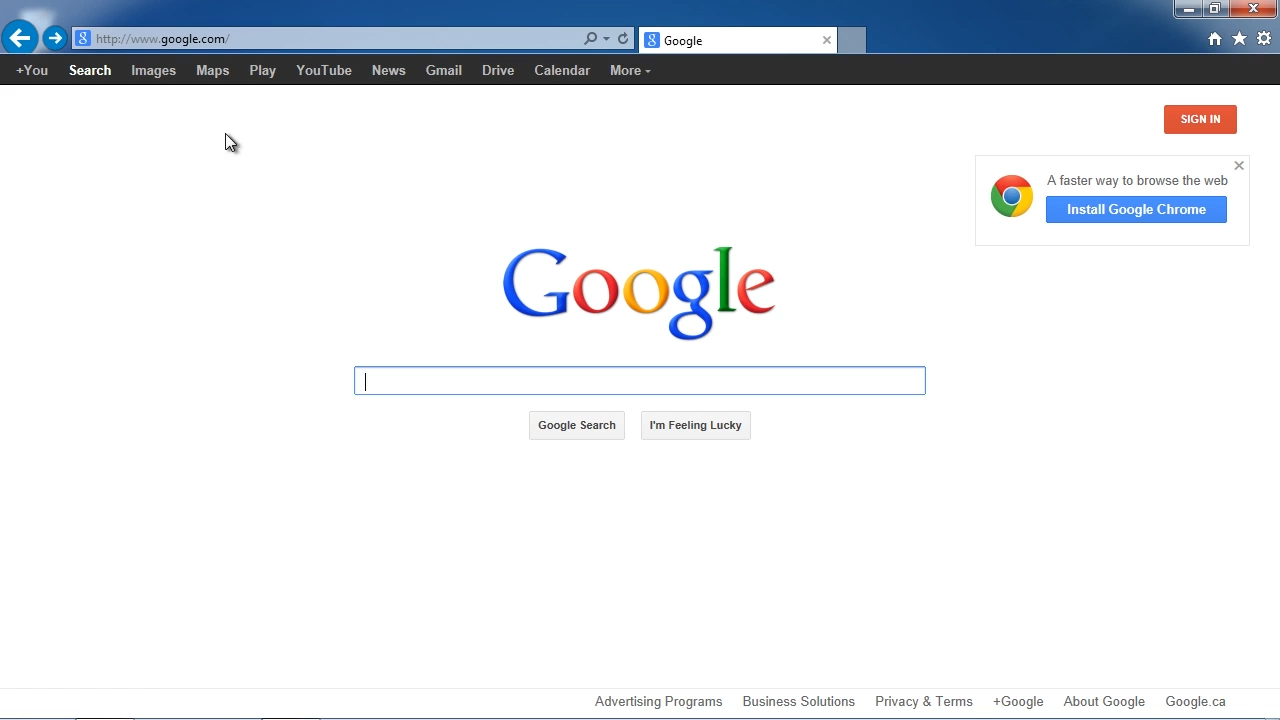 http://www.google.com/
Google
+You Search Images Maps Play YouTube News Gmail Drive Calendar More
SIGN IN
A faster way to browse the web
Install Google Chrome
Google
Google Search I'm Feeling Lucky
Advertising Programs Business Solutions Privacy & Terms +Google About Google Google.ca